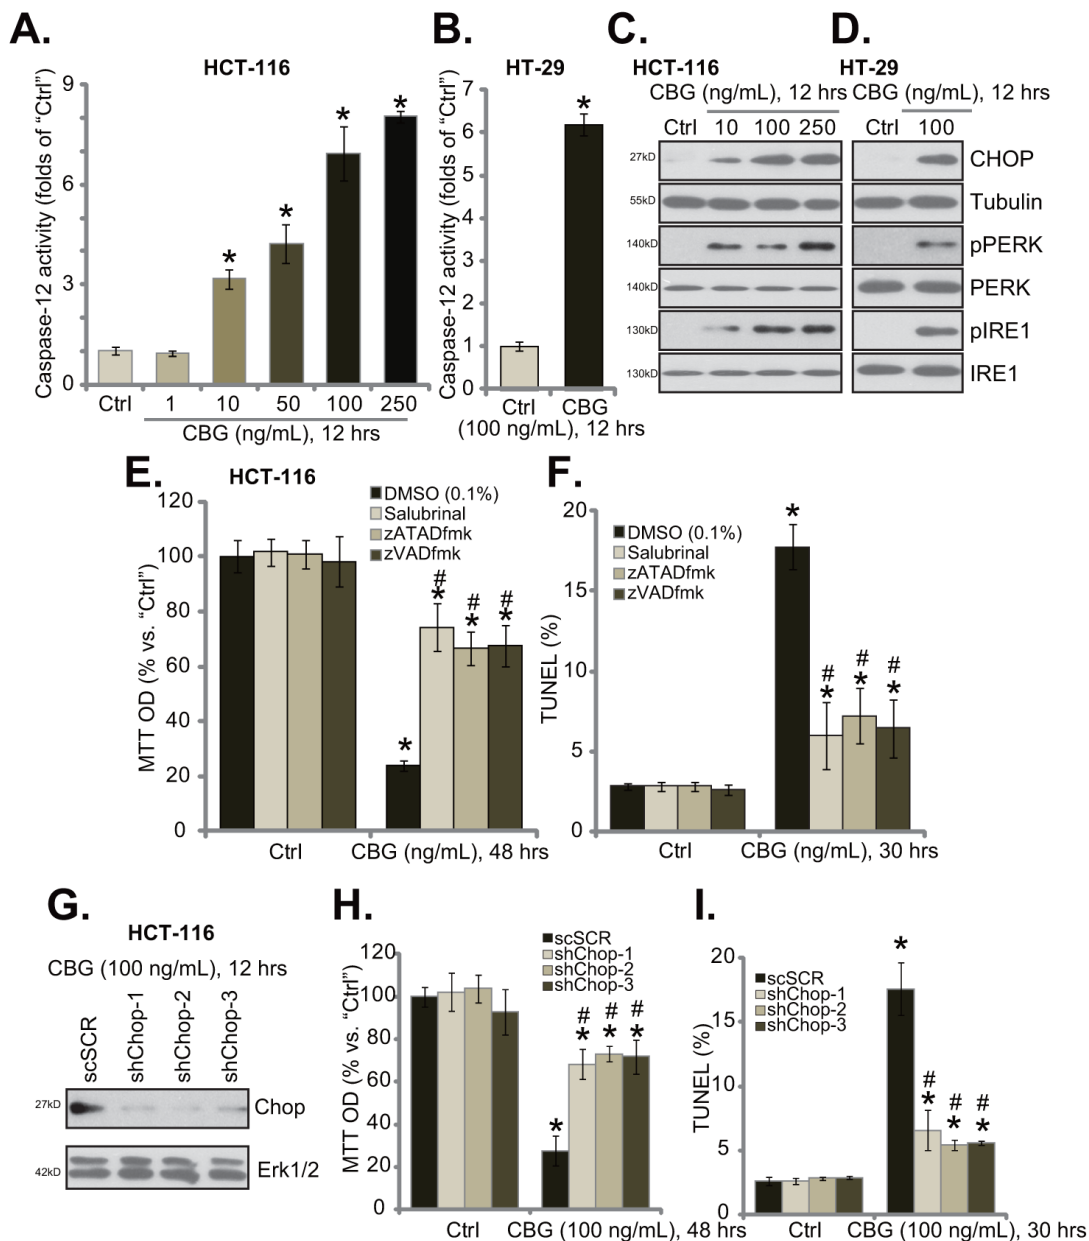 A.
HCT-116
Caspase-12 activity (folds of “Ctrl”)
9
6
3
0
*
*
*
*
Ctrl 1 10 50 100 250
CBG (ng/mL), 12 hrs
B.
HT-29
Caspase-12 activity (folds of “Ctrl”)
7
6
5
4
3
2
1
0
*
Ctrl CBG
(100 ng/mL), 12 hrs
C. D.
HCT-116 HT-29
CBG (ng/mL), 12 hrs CBG (ng/mL), 12 hrs
Ctrl 10 100 250 Ctrl 100
27kD CHOP
55kD Tubulin
140kD pPERK
140kD PERK
130kD pIRE1
130kD IRE1
E.
HCT-116
DMSO (0.1%)
Salubrinal
zATADfmk
zVADfmk
MTT OD (% vs. “Ctrl”)
120
100
80
60
40
20
0
*
# # #
* * *
Ctrl CBG (ng/mL), 48 hrs
F.
DMSO (0.1%)
Salubrinal
zATADfmk
zVADfmk
TUNEL (%)
20
15
10
5
0
*
# # #
* * *
Ctrl CBG (ng/mL), 30 hrs
G.
HCT-116
CBG (100 ng/mL), 12 hrs
scSCR
shChop-1
shChop-2
shChop-3
27kD Chop
42kD Erk1/2
H.
scSCR
shChop-1
shChop-2
shChop-3
MTT OD (% vs. “Ctrl”)
120
100
80
60
40
20
0
*
# # #
* * *
Ctrl CBG (100 ng/mL), 48 hrs
I.
scSCR
shChop-1
shChop-2
shChop-3
TUNEL (%)
20
15
10
5
0
*
# # #
* * *
Ctrl CBG (100 ng/mL), 30 hrs